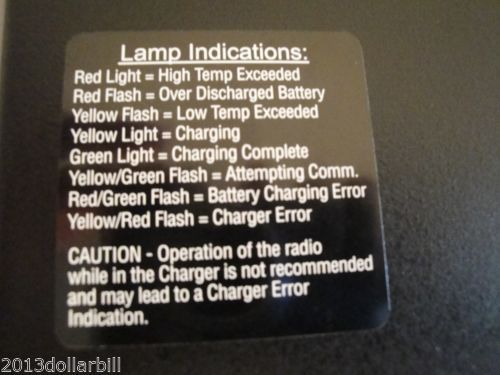 Lamp Indications:
Red Light = High Temp Exceeded
Red Flash = Over Discharged Battery
Yellow Flash = Low Temp Exceeded
Yellow Light = Charging
Green Light = Charging Complete
Yellow/Green Flash = Attempting Comm.
Red/Green Flash = Battery Charging Error
Yellow/Red Flash = Charger Error
CAUTION - Operation of the radio
while in the Charger is not recommended
and may lead to a Charger Error
Indication.
2013dollarbill